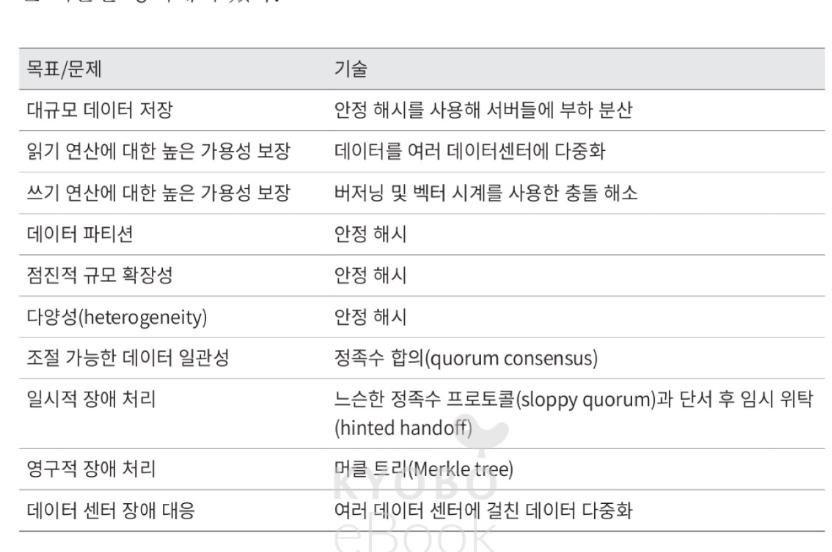 목표/문제 기술
대규모 데이터 저장 안정 해시를 사용해 서버들에 부하 분산
읽기 연산에 대한 높은 가용성 보장 데이터를 여러 데이터센터에 다중화
쓰기 연산에 대한 높은 가용성 보장 버저닝 및 벡터 시계를 사용한 충돌 해소
데이터 파티션 안정 해시
점진적 규모 확장성 안정 해시
다양성(heterogeneity) 안정 해시
조절 가능한 데이터 일관성 정족수 합의(quorum consensus)
일시적 장애 처리 느슨한 정족수 프로토콜(sloppy quorum)과 단서 후 임시 위탁
(hinted handoff)
영구적 장애 처리 머클 트리(Merkle tree)
데이터 센터 장애 대응 여러 데이터 센터에 걸친 데이터 다중화
KYOBO
eBook